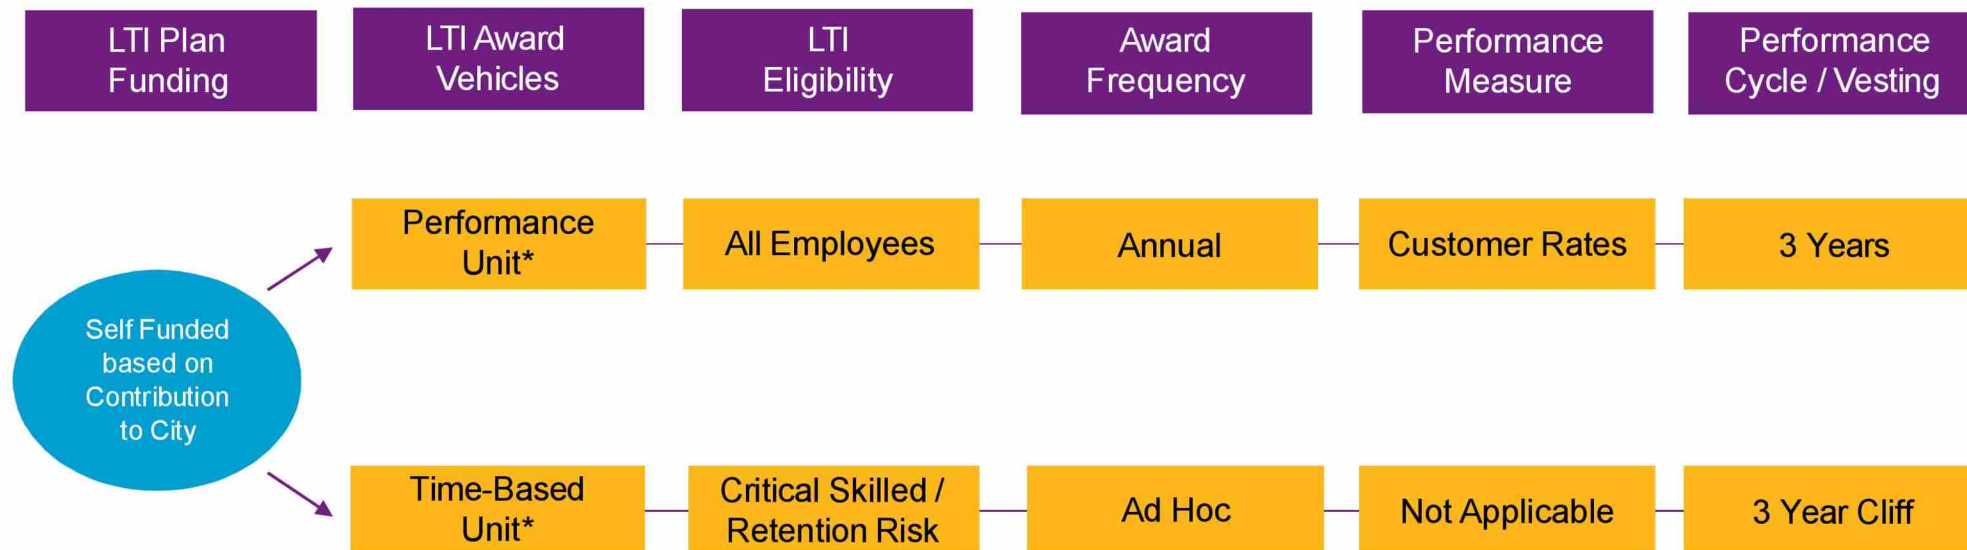 LTI Plan
Funding
LTI Award
Vehicles
LTI
Eligibility
Award
Frequency
Performance
Measure
Performance
Cycle / Vesting
Self Funded
based on
Contribution
to City
Performance
Unit*
All Employees
Annual
Customer Rates
3 Years
Time-Based
Unit*
Critical Skilled /
Retention Risk
Ad Hoc
Not Applicable
3 Year Cliff